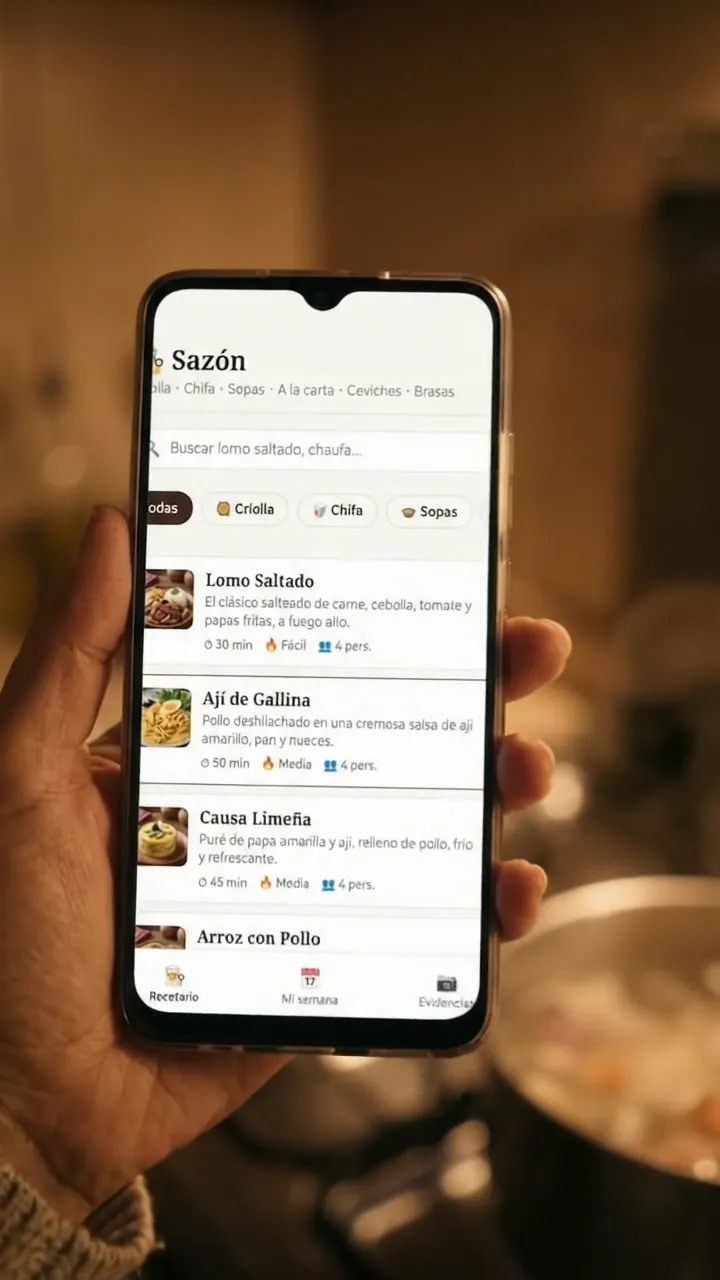 Sazón
olla · Chifa · Sopas · A la carta · Ceviches · Brasas
Buscar lomo saltado, chaufa...
odas Criolla Chifa Sopas
Lomo Saltado
El clásico salteado de carne, cebolla, tomate y
papas fritas, a fuego alto.
30 min Fácil 4 pers.
Ají de Gallina
Pollo deshilachado en una cremosa salsa de ají
amarillo, pan y nueces.
50 min Media 4 pers.
Causa Limeña
Puré de papa amarilla y ají, relleno de pollo, frío
y refrescante.
45 min Media 4 pers.
Arroz con Pollo
17
Recetario Mi semana Evidencias